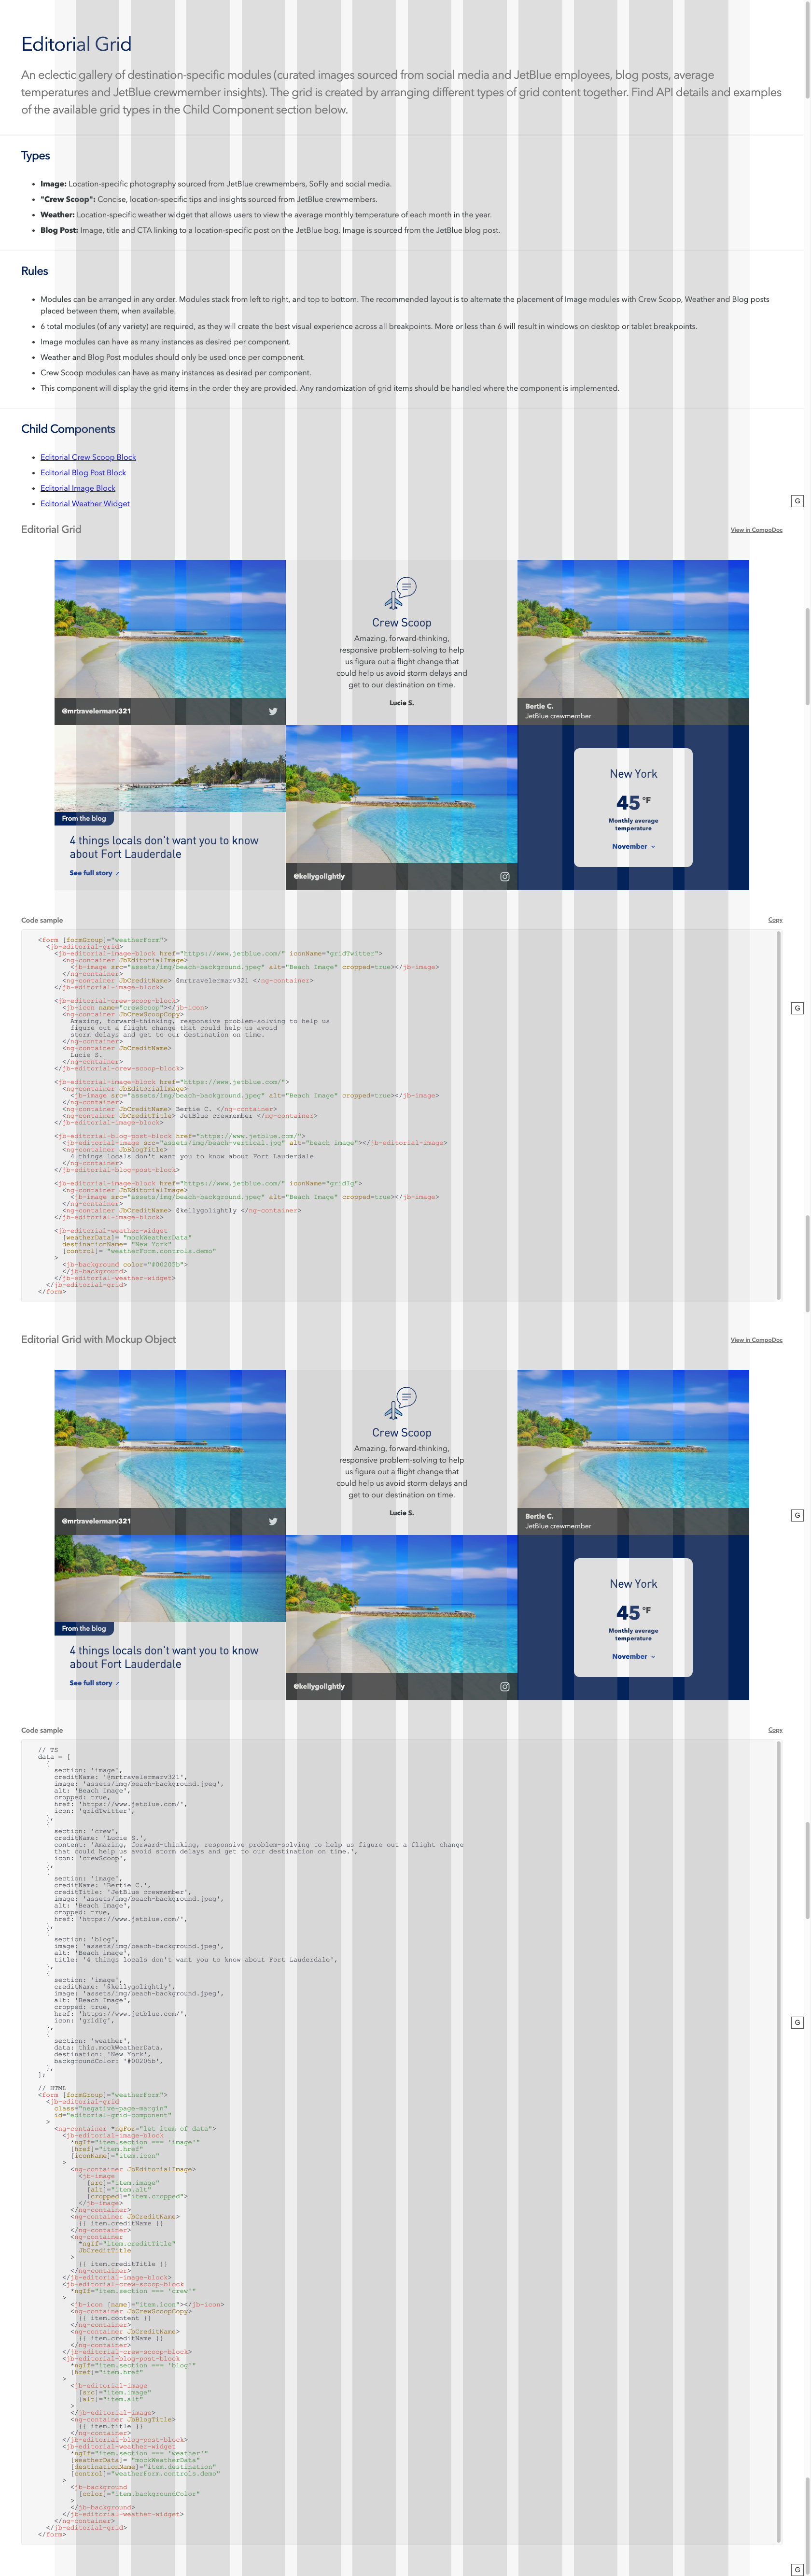 Editorial Grid
An eclectic gallery of destination-specific modules (curated images sourced from social media and JetBlue employees, blog posts, average
temperatures and JetBlue crewmember insights). The grid is created by arranging different types of grid content together. Find API details and examples
of the available grid types in the Child Component section below.
Types
• Image: Location-specific photography sourced from JetBlue crewmembers, SoFly and social media.
• "Crew Scoop": Concise, location-specific tips and insights sourced from JetBlue crewmembers.
• Weather: Location-specific weather widget that allows users to view the average monthly temperature of each month in the year.
• Blog Post: Image, title and CTA linking to a location-specific post on the JetBlue bog. Image is sourced from the JetBlue blog post.
Rules
• Modules can be arranged in any order. Modules stack from left to right, and top to bottom. The recommended layout is to alternate the placement of Image modules with Crew Scoop, Weather and Blog posts
placed between them, when available.
• 6 total modules (of any variety) are required, as they will create the best visual experience across all breakpoints. More or less than 6 will result in windows on desktop or tablet breakpoints.
• Image modules can have as many instances as desired per component.
• Weather and Blog Post modules should only be used once per component.
• Crew Scoop modules can have as many instances as desired per component.
• This component will display the grid items in the order they are provided. Any randomization of grid items should be handled where the component is implemented.
Child Components
• Editorial Crew Scoop Block
• Editorial Blog Post Block
• Editorial Image Block
• Editorial Weather Widget
G
Editorial Grid
View in CompoDoc
Crew Scoop
Amazing, forward-thinking,
responsive problem-solving to help
us figure out a flight change that
could help us avoid storm delays and
get to our destination on time.
Lucie S.
@mrtravelermarv321
Bertie C.
JetBlue crewmember
From the blog
4 things locals don't want you to know
about Fort Lauderdale
See full story
@kellygolightly
New York
45 °F
Monthly average
temperature
November
Code sample
Copy
<form [formGroup]="weatherForm">
<jb-editorial-grid>
<jb-editorial-image-block href="https://www.jetblue.com/" iconName="gridTwitter">
<ng-container JbEditorialImage>
<jb-image src="assets/img/beach-background.jpeg" alt="Beach Image" cropped=true></jb-image>
</ng-container>
<ng-container JbCreditName> @mrtravelermarv321 </ng-container>
</jb-editorial-image-block>
<jb-editorial-crew-scoop-block>
<jb-icon name="crewScoop"></jb-icon>
<ng-container JbCrewScoopCopy>
Amazing, forward-thinking, responsive problem-solving to help us
figure out a flight change that could help us avoid
storm delays and get to our destination on time.
</ng-container>
<ng-container JbCreditName>
Lucie S.
</ng-container>
</jb-editorial-crew-scoop-block>
<jb-editorial-image-block href="https://www.jetblue.com/">
<ng-container JbEditorialImage>
<jb-image src="assets/img/beach-background.jpeg" alt="Beach Image" cropped=true></jb-image>
</ng-container>
<ng-container JbCreditName> Bertie C. </ng-container>
<ng-container JbCreditTitle> JetBlue crewmember </ng-container>
</jb-editorial-image-block>
<jb-editorial-blog-post-block href="https://www.jetblue.com/">
<jb-editorial-image src="assets/img/beach-vertical.jpg" alt="beach image"></jb-editorial-image>
<ng-container JbBlogTitle>
4 things locals don't want you to know about Fort Lauderdale
</ng-container>
</jb-editorial-blog-post-block>
<jb-editorial-image-block href="https://www.jetblue.com/" iconName="gridIg">
<ng-container JbEditorialImage>
<jb-image src="assets/img/beach-background.jpeg" alt="Beach Image" cropped=true></jb-image>
</ng-container>
<ng-container JbCreditName> @kellygolightly </ng-container>
</jb-editorial-image-block>
<jb-editorial-weather-widget
[weatherData]= "mockWeatherData"
destinationName= "New York"
[control]= "weatherForm.controls.demo"
>
<jb-background color="#00205b">
</jb-background>
</jb-editorial-weather-widget>
</jb-editorial-grid>
</form>
G
Editorial Grid with Mockup Object
View in CompoDoc
Crew Scoop
Amazing, forward-thinking,
responsive problem-solving to help
us figure out a flight change that
could help us avoid storm delays and
get to our destination on time.
Lucie S.
@mrtravelermarv321
Bertie C.
JetBlue crewmember
G
From the blog
4 things locals don't want you to know
about Fort Lauderdale
See full story
@kellygolightly
New York
45 °F
Monthly average
temperature
November
Code sample
Copy
// TS
data = [
{
section: 'image',
creditName: '@mrtravelermarv321',
image: 'assets/img/beach-background.jpeg',
alt: 'Beach Image',
cropped: true,
href: 'https://www.jetblue.com/',
icon: 'gridTwitter',
},
{
section: 'crew',
creditName: 'Lucie S.',
content: 'Amazing, forward-thinking, responsive problem-solving to help us figure out a flight change
that could help us avoid storm delays and get to our destination on time.',
icon: 'crewScoop',
},
{
section: 'image',
creditName: 'Bertie C.',
creditTitle: 'JetBlue crewmember',
image: 'assets/img/beach-background.jpeg',
alt: 'Beach Image',
cropped: true,
href: 'https://www.jetblue.com/',
},
{
section: 'blog',
image: 'assets/img/beach-background.jpeg',
alt: 'Beach image',
title: '4 things locals don't want you to know about Fort Lauderdale',
},
{
section: 'image',
creditName: '@kellygolightly',
image: 'assets/img/beach-background.jpeg',
alt: 'Beach Image',
cropped: true,
href: 'https://www.jetblue.com/',
icon: 'gridIg',
},
{
section: 'weather',
data: this.mockWeatherData,
destination: 'New York',
backgroundColor: '#00205b',
},
];
G
// HTML
<form [formGroup]="weatherForm">
<jb-editorial-grid
class="negative-page-margin"
id="editorial-grid-component"
>
<ng-container *ngFor="let item of data">
<jb-editorial-image-block
*ngIf="item.section === 'image'"
[href]="item.href"
[iconName]="item.icon"
>
<ng-container JbEditorialImage>
<jb-image
[src]="item.image"
[alt]="item.alt"
[cropped]="item.cropped">
</jb-image>
</ng-container>
<ng-container JbCreditName>
{{ item.creditName }}
</ng-container>
<ng-container
*ngIf="item.creditTitle"
JbCreditTitle
>
{{ item.creditTitle }}
</ng-container>
</jb-editorial-image-block>
<jb-editorial-crew-scoop-block
*ngIf="item.section === 'crew'"
>
<jb-icon [name]="item.icon"></jb-icon>
<ng-container JbCrewScoopCopy>
{{ item.content }}
</ng-container>
<ng-container JbCreditName>
{{ item.creditName }}
</ng-container>
</jb-editorial-crew-scoop-block>
<jb-editorial-blog-post-block
*ngIf="item.section === 'blog'"
[href]="item.href"
>
<jb-editorial-image
[src]="item.image"
[alt]="item.alt"
>
</jb-editorial-image>
<ng-container JbBlogTitle>
{{ item.title }}
</ng-container>
</jb-editorial-blog-post-block>
<jb-editorial-weather-widget
*ngIf="item.section === 'weather'"
[weatherData]= "mockWeatherData"
[destinationName]="item.destination"
[control]="weatherForm.controls.demo"
>
<jb-background
[color]="item.backgroundColor"
>
</jb-background>
</jb-editorial-weather-widget>
</ng-container>
</jb-editorial-grid>
</form>
G